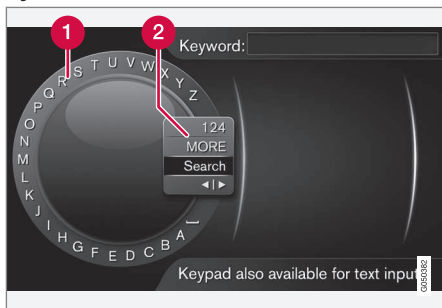 1
2
Keyword:
A B C D E F G H I J K L M N O P Q R S T U V W X Y Z
124
MORE
Search
◄|►
Keypad also available for text input
G050382